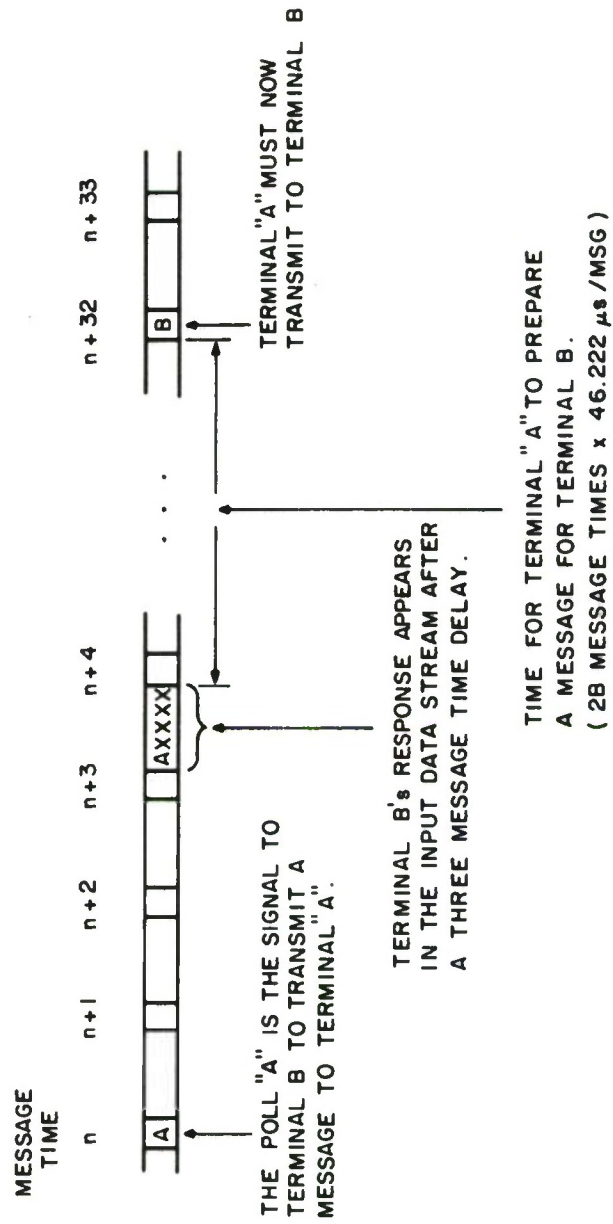 MESSAGE
TIME
n
n+1
n+2
n+3
n+4
n+32
n+33
A
AXXXX
. . .
B
THE POLL "A" IS THE SIGNAL TO
TERMINAL B TO TRANSMIT A
MESSAGE TO TERMINAL "A".
TERMINAL B's RESPONSE APPEARS
IN THE INPUT DATA STREAM AFTER
A THREE MESSAGE TIME DELAY.
TERMINAL "A" MUST NOW
TRANSMIT TO TERMINAL B
TIME FOR TERMINAL "A" TO PREPARE
A MESSAGE FOR TERMINAL B.
( 2B MESSAGE TIMES × 46.222 µs /MSG )